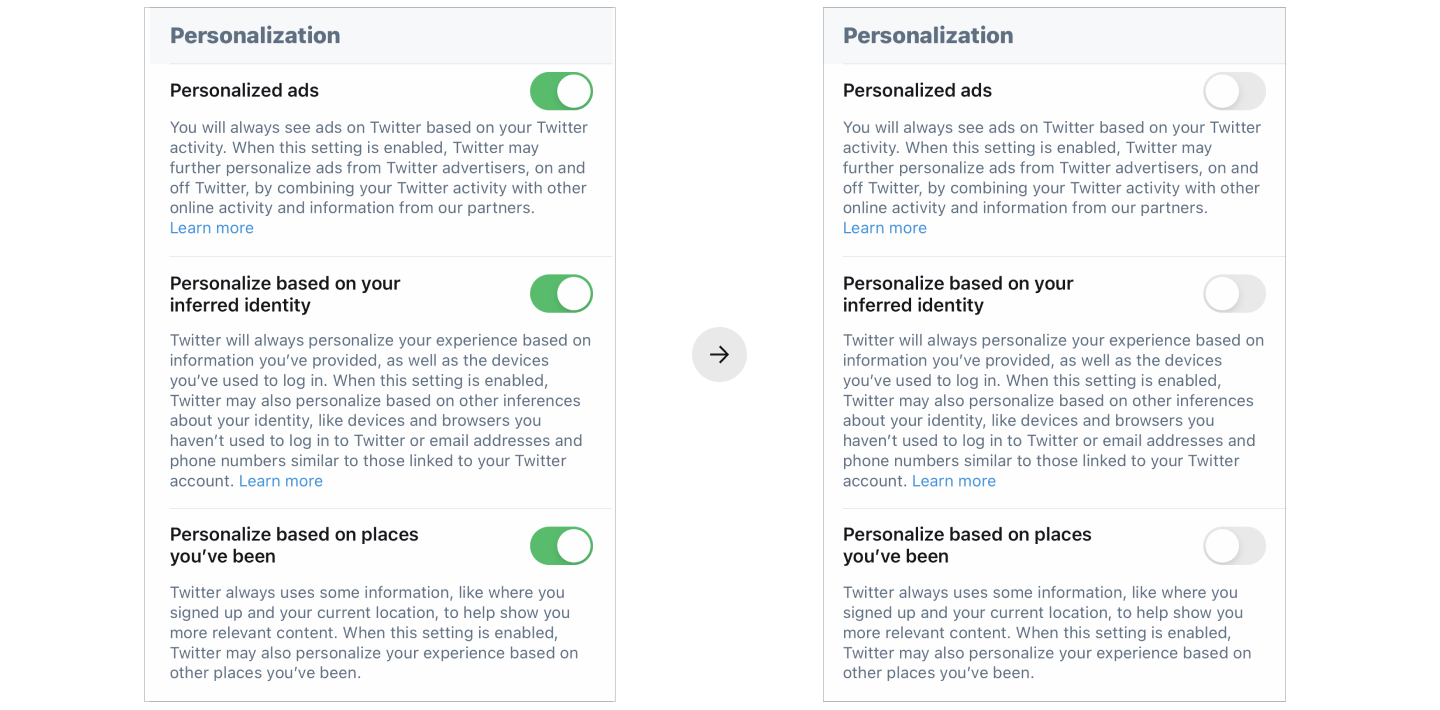 Personalization
Personalized ads
You will always see ads on Twitter based on your Twitter
activity. When this setting is enabled, Twitter may
further personalize ads from Twitter advertisers, on and
off Twitter, by combining your Twitter activity with other
online activity and information from our partners.
Learn more
Personalize based on your
inferred identity
Twitter will always personalize your experience based on
information you’ve provided, as well as the devices
you’ve used to log in. When this setting is enabled,
Twitter may also personalize based on other inferences
about your identity, like devices and browsers you
haven’t used to log in to Twitter or email addresses and
phone numbers similar to those linked to your Twitter
account. Learn more
Personalize based on places
you’ve been
Twitter always uses some information, like where you
signed up and your current location, to help show you
more relevant content. When this setting is enabled,
Twitter may also personalize your experience based on
other places you’ve been.
Personalization
Personalized ads
You will always see ads on Twitter based on your Twitter
activity. When this setting is enabled, Twitter may
further personalize ads from Twitter advertisers, on and
off Twitter, by combining your Twitter activity with other
online activity and information from our partners.
Learn more
Personalize based on your
inferred identity
Twitter will always personalize your experience based on
information you’ve provided, as well as the devices
you’ve used to log in. When this setting is enabled,
Twitter may also personalize based on other inferences
about your identity, like devices and browsers you
haven’t used to log in to Twitter or email addresses and
phone numbers similar to those linked to your Twitter
account. Learn more
Personalize based on places
you’ve been
Twitter always uses some information, like where you
signed up and your current location, to help show you
more relevant content. When this setting is enabled,
Twitter may also personalize your experience based on
other places you’ve been.